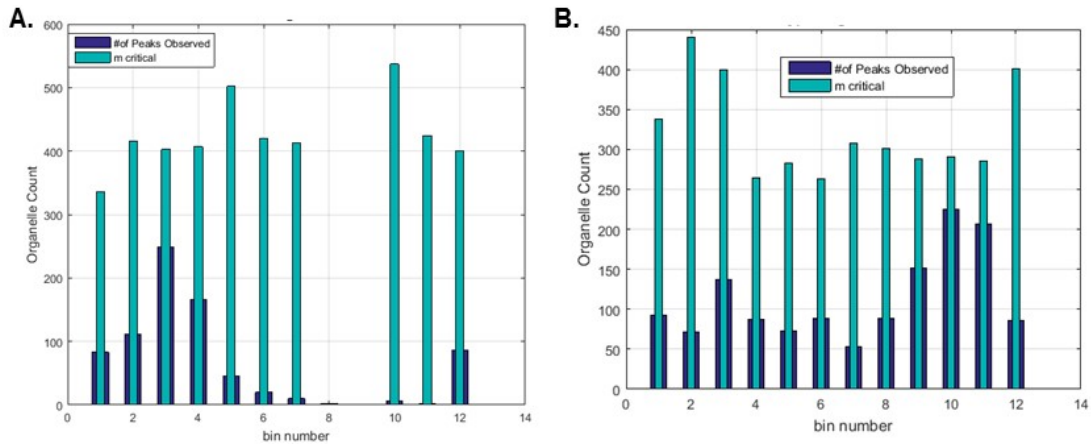 A.
600
500
400
300
200
100
0
Organelle Count
#of Peaks Observed
m critical
0 2 4 6 8 10 12 14
bin number
B.
450
400
350
300
250
200
150
100
50
0
Organelle Count
#of Peaks Observed
m critical
0 2 4 6 8 10 12 14
bin number